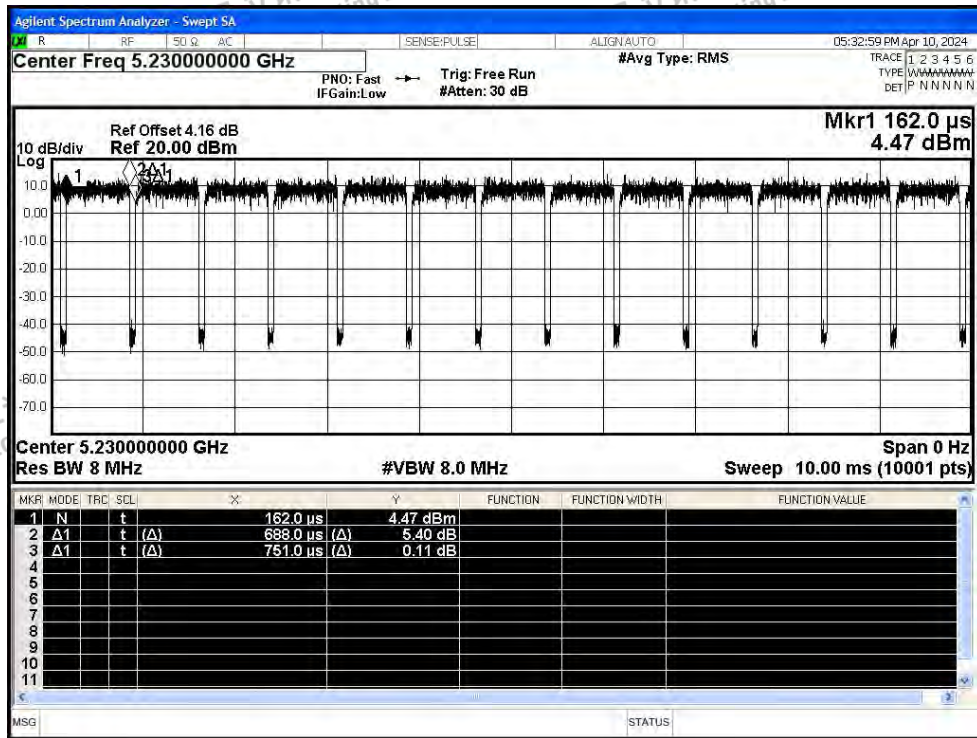 Agilent Spectrum Analyzer - Swept SA
LXI R RF 50 Ω AC SENSE:PULSE ALIGN AUTO 05:32:59 PM Apr 10, 2024
Center Freq 5.230000000 GHz #Avg Type: RMS TRACE 1 2 3 4 5 6
PNO: Fast Trig: Free Run TYPE WWWWWW
IFGain:Low #Atten: 30 dB DET P N N N N N
Mkr1 162.0 µs
Ref Offset 4.16 dB
10 dB/div Ref 20.00 dBm 4.47 dBm
Log
1 2Δ1
3Δ1
10.0
0.00
-10.0
-20.0
-30.0
-40.0
-50.0
-60.0
-70.0
Center 5.230000000 GHz Span 0 Hz
Res BW 8 MHz #VBW 8.0 MHz Sweep 10.00 ms (10001 pts)
MKR MODE TRC SCL X Y FUNCTION FUNCTION WIDTH FUNCTION VALUE
1 N t 162.0 µs 4.47 dBm
2 Δ1 t (Δ) 688.0 µs (Δ) 5.40 dB
3 Δ1 t (Δ) 751.0 µs (Δ) 0.11 dB
4
5
6
7
8
9
10
11
MSG STATUS